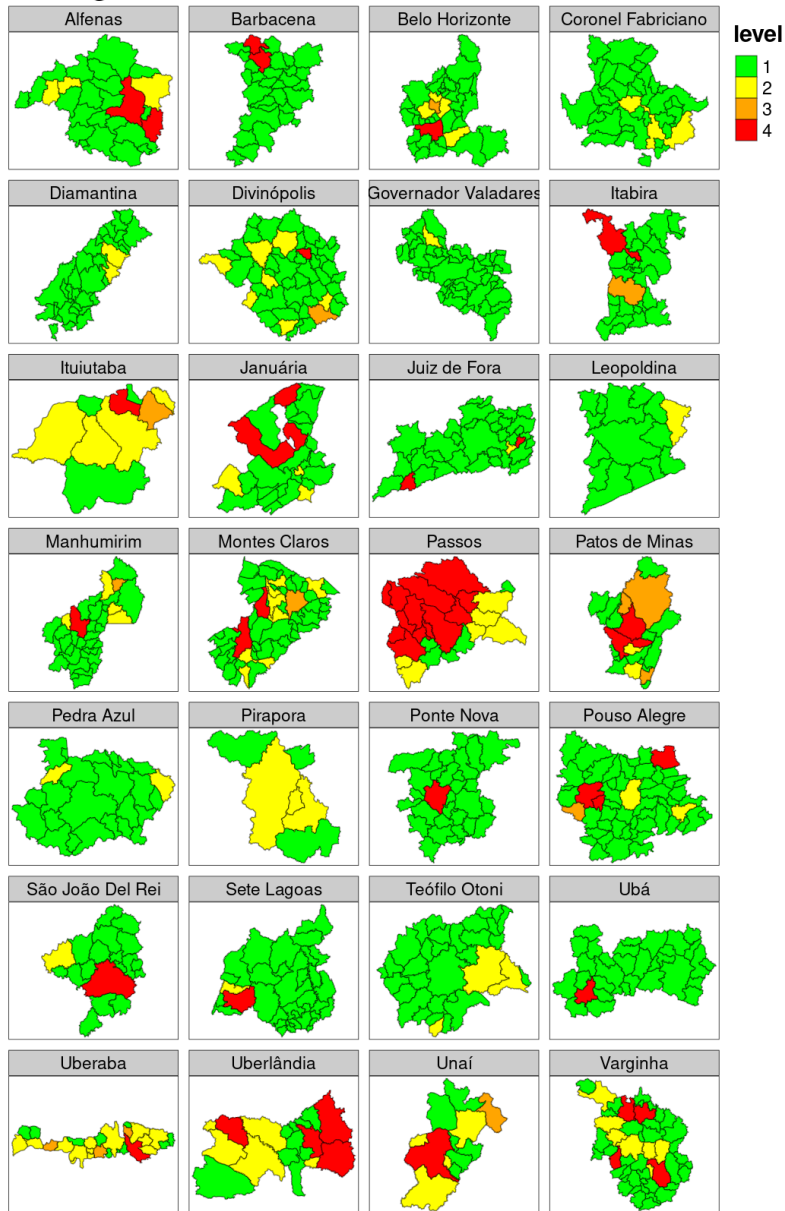 Alfenas
Barbacena
Belo Horizonte
Coronel Fabriciano
level
1
2
3
4
Diamantina
Divinópolis
Governador Valadares
Itabira
Ituiutaba
Januária
Juiz de Fora
Leopoldina
Manhumirim
Montes Claros
Passos
Patos de Minas
Pedra Azul
Pirapora
Ponte Nova
Pouso Alegre
São João Del Rei
Sete Lagoas
Teófilo Otoni
Ubá
Uberaba
Uberlândia
Unaí
Varginha